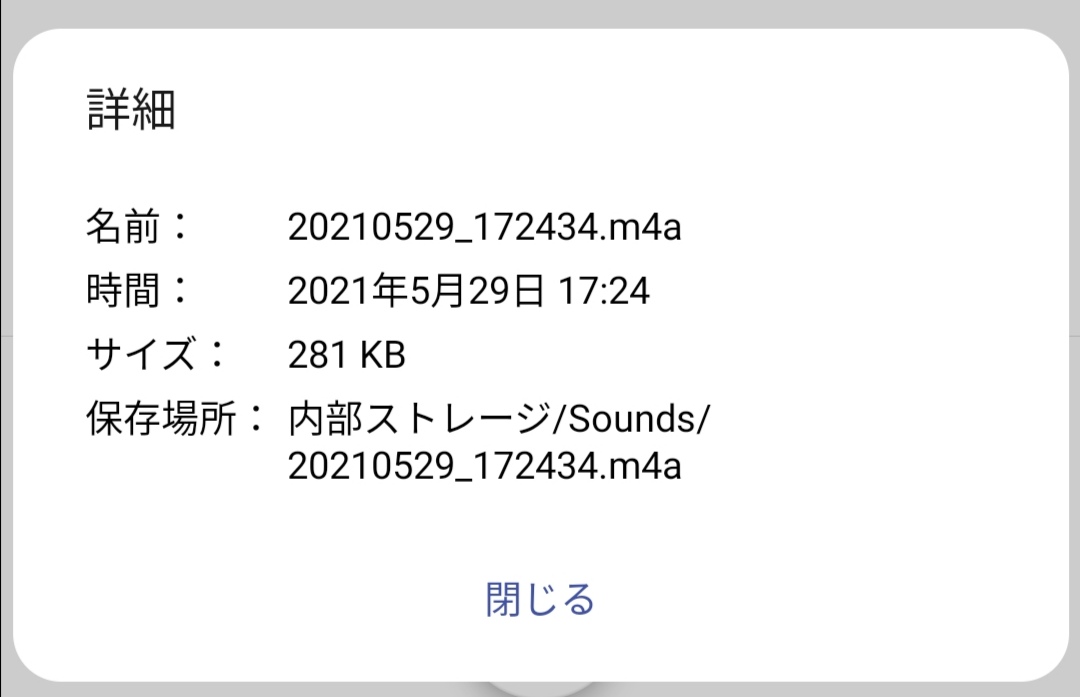 詳細
名前： 20210529_172434.m4a
時間： 2021年5月29日 17:24
サイズ： 281 KB
保存場所： 内部ストレージ/Sounds/
20210529_172434.m4a
閉じる